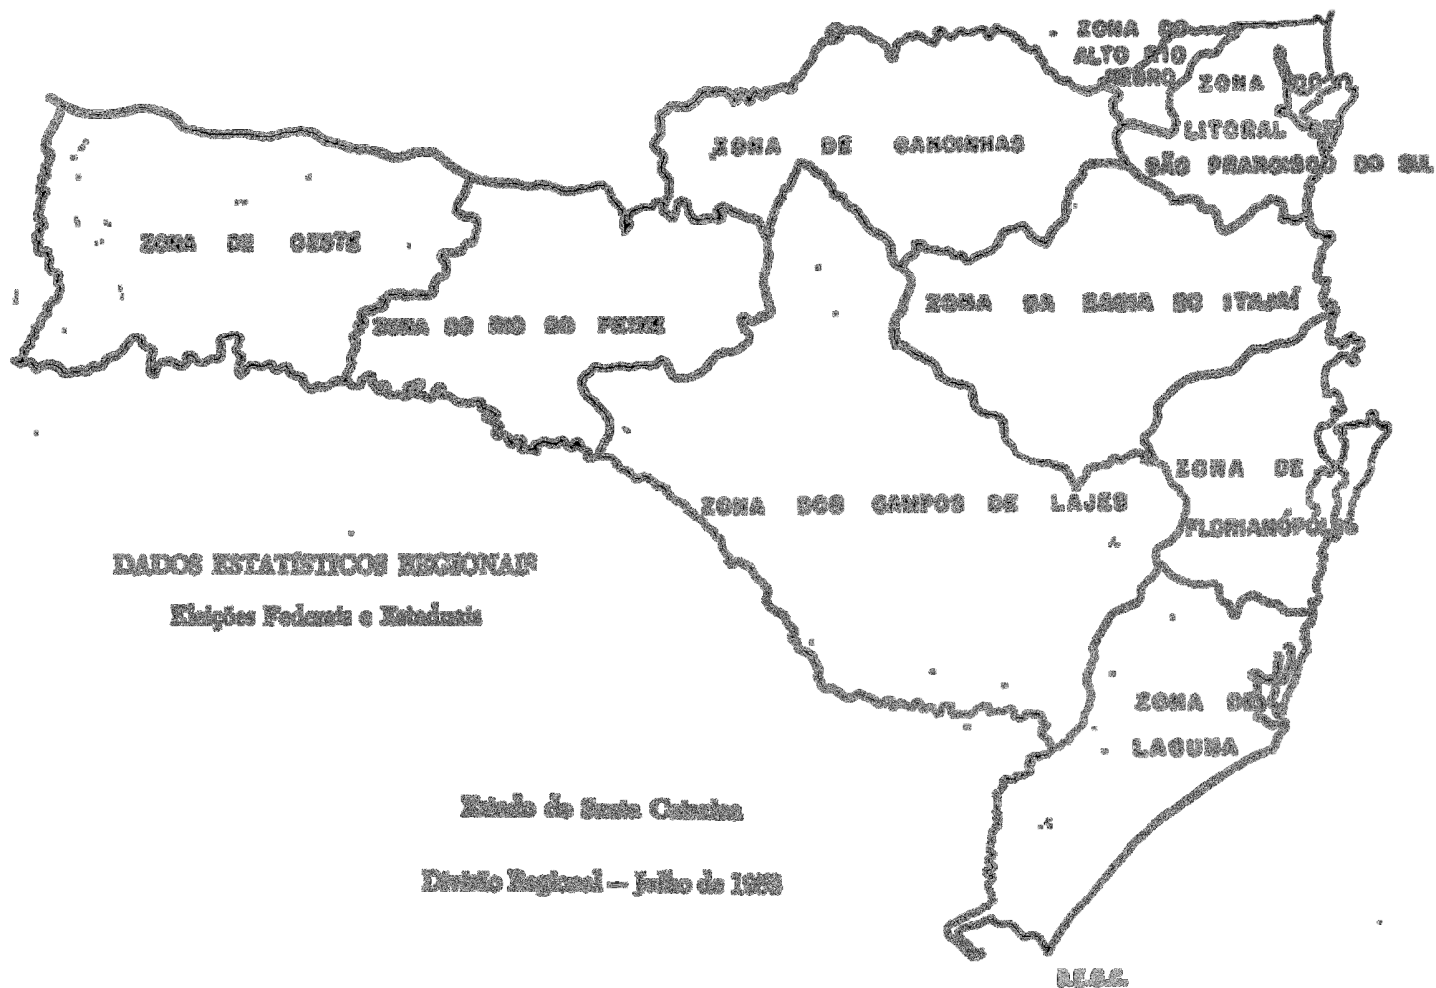 ZONA DO
ALTO RIO
NEGRO
ZONA DO
LITORAL DE
SÃO FRANCISCO DO SUL
ZONA DE CANOINHAS
ZONA DE OESTE
ZONA DO RIO DO PEIXE
ZONA DA BACIA DO ITAJAÍ
ZONA DE
FLORIANÓPOLIS
ZONA DOS CAMPOS DE LAJES
DADOS ESTATÍSTICOS REGIONAIS
Eleições Federais e Estaduais
ZONA DE
LAGUNA
Estado de Santa Catarina
Divisão Regional — Julho de
D.E.G.C.